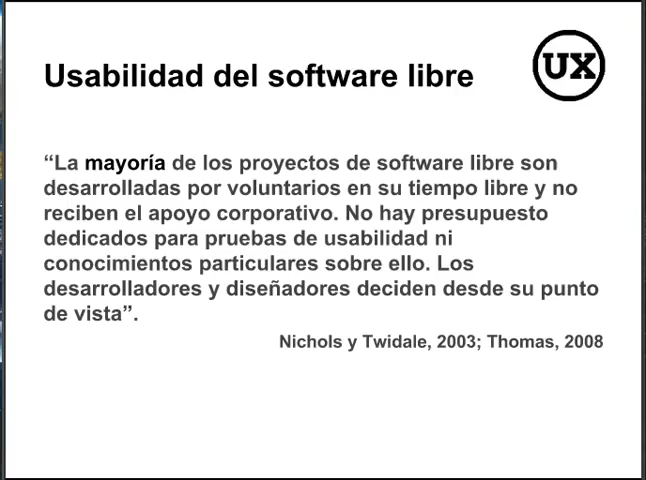 Usabilidad del software libre
UX
“La mayoría de los proyectos de software libre son
desarrolladas por voluntarios en su tiempo libre y no
reciben el apoyo corporativo. No hay presupuesto
dedicados para pruebas de usabilidad ni
conocimientos particulares sobre ello. Los
desarrolladores y diseñadores deciden desde su punto
de vista”.
Nichols y Twidale, 2003; Thomas, 2008